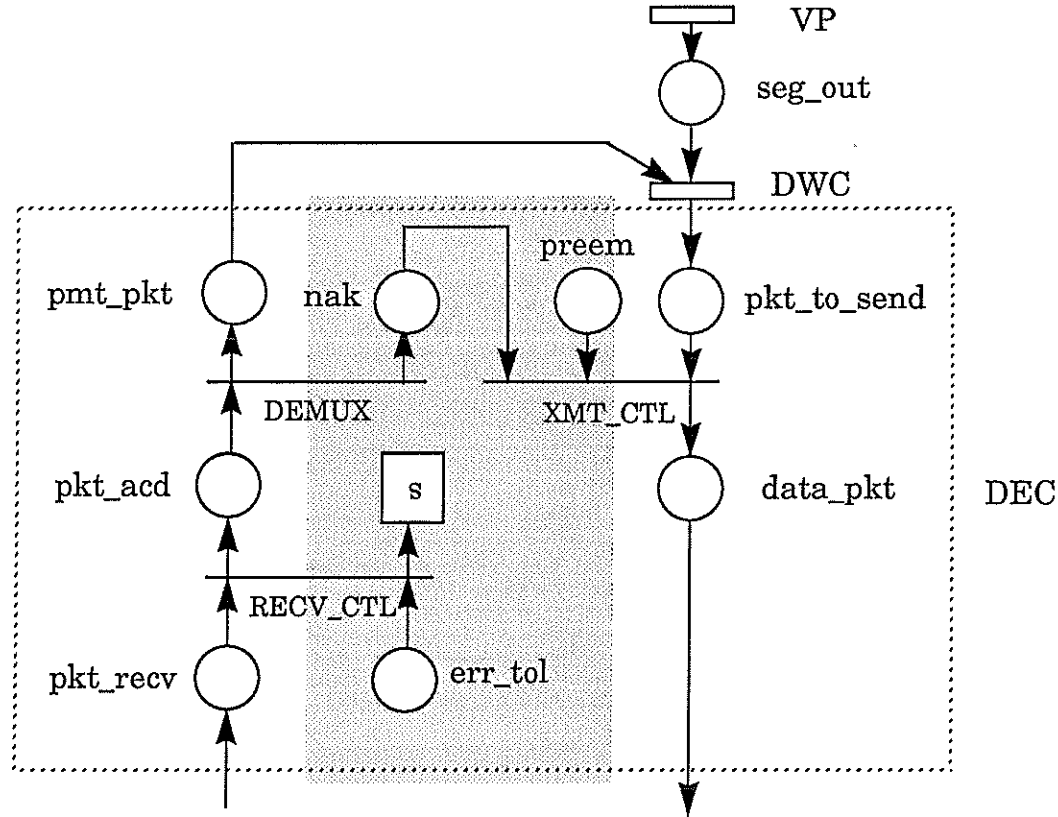 VP
seg_out
DWC
preem
pmt_pkt
nak
pkt_to_send
DEMUX
XMT_CTL
pkt_acd
s
data_pkt
DEC
RECV_CTL
pkt_recv
err_tol